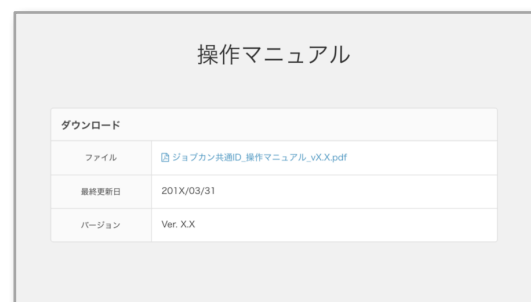 操作マニュアル
ダウンロード
ファイル ジョブカン共通ID_操作マニュアル_vX.X.pdf
最終更新日 201X/03/31
バージョン Ver. X.X